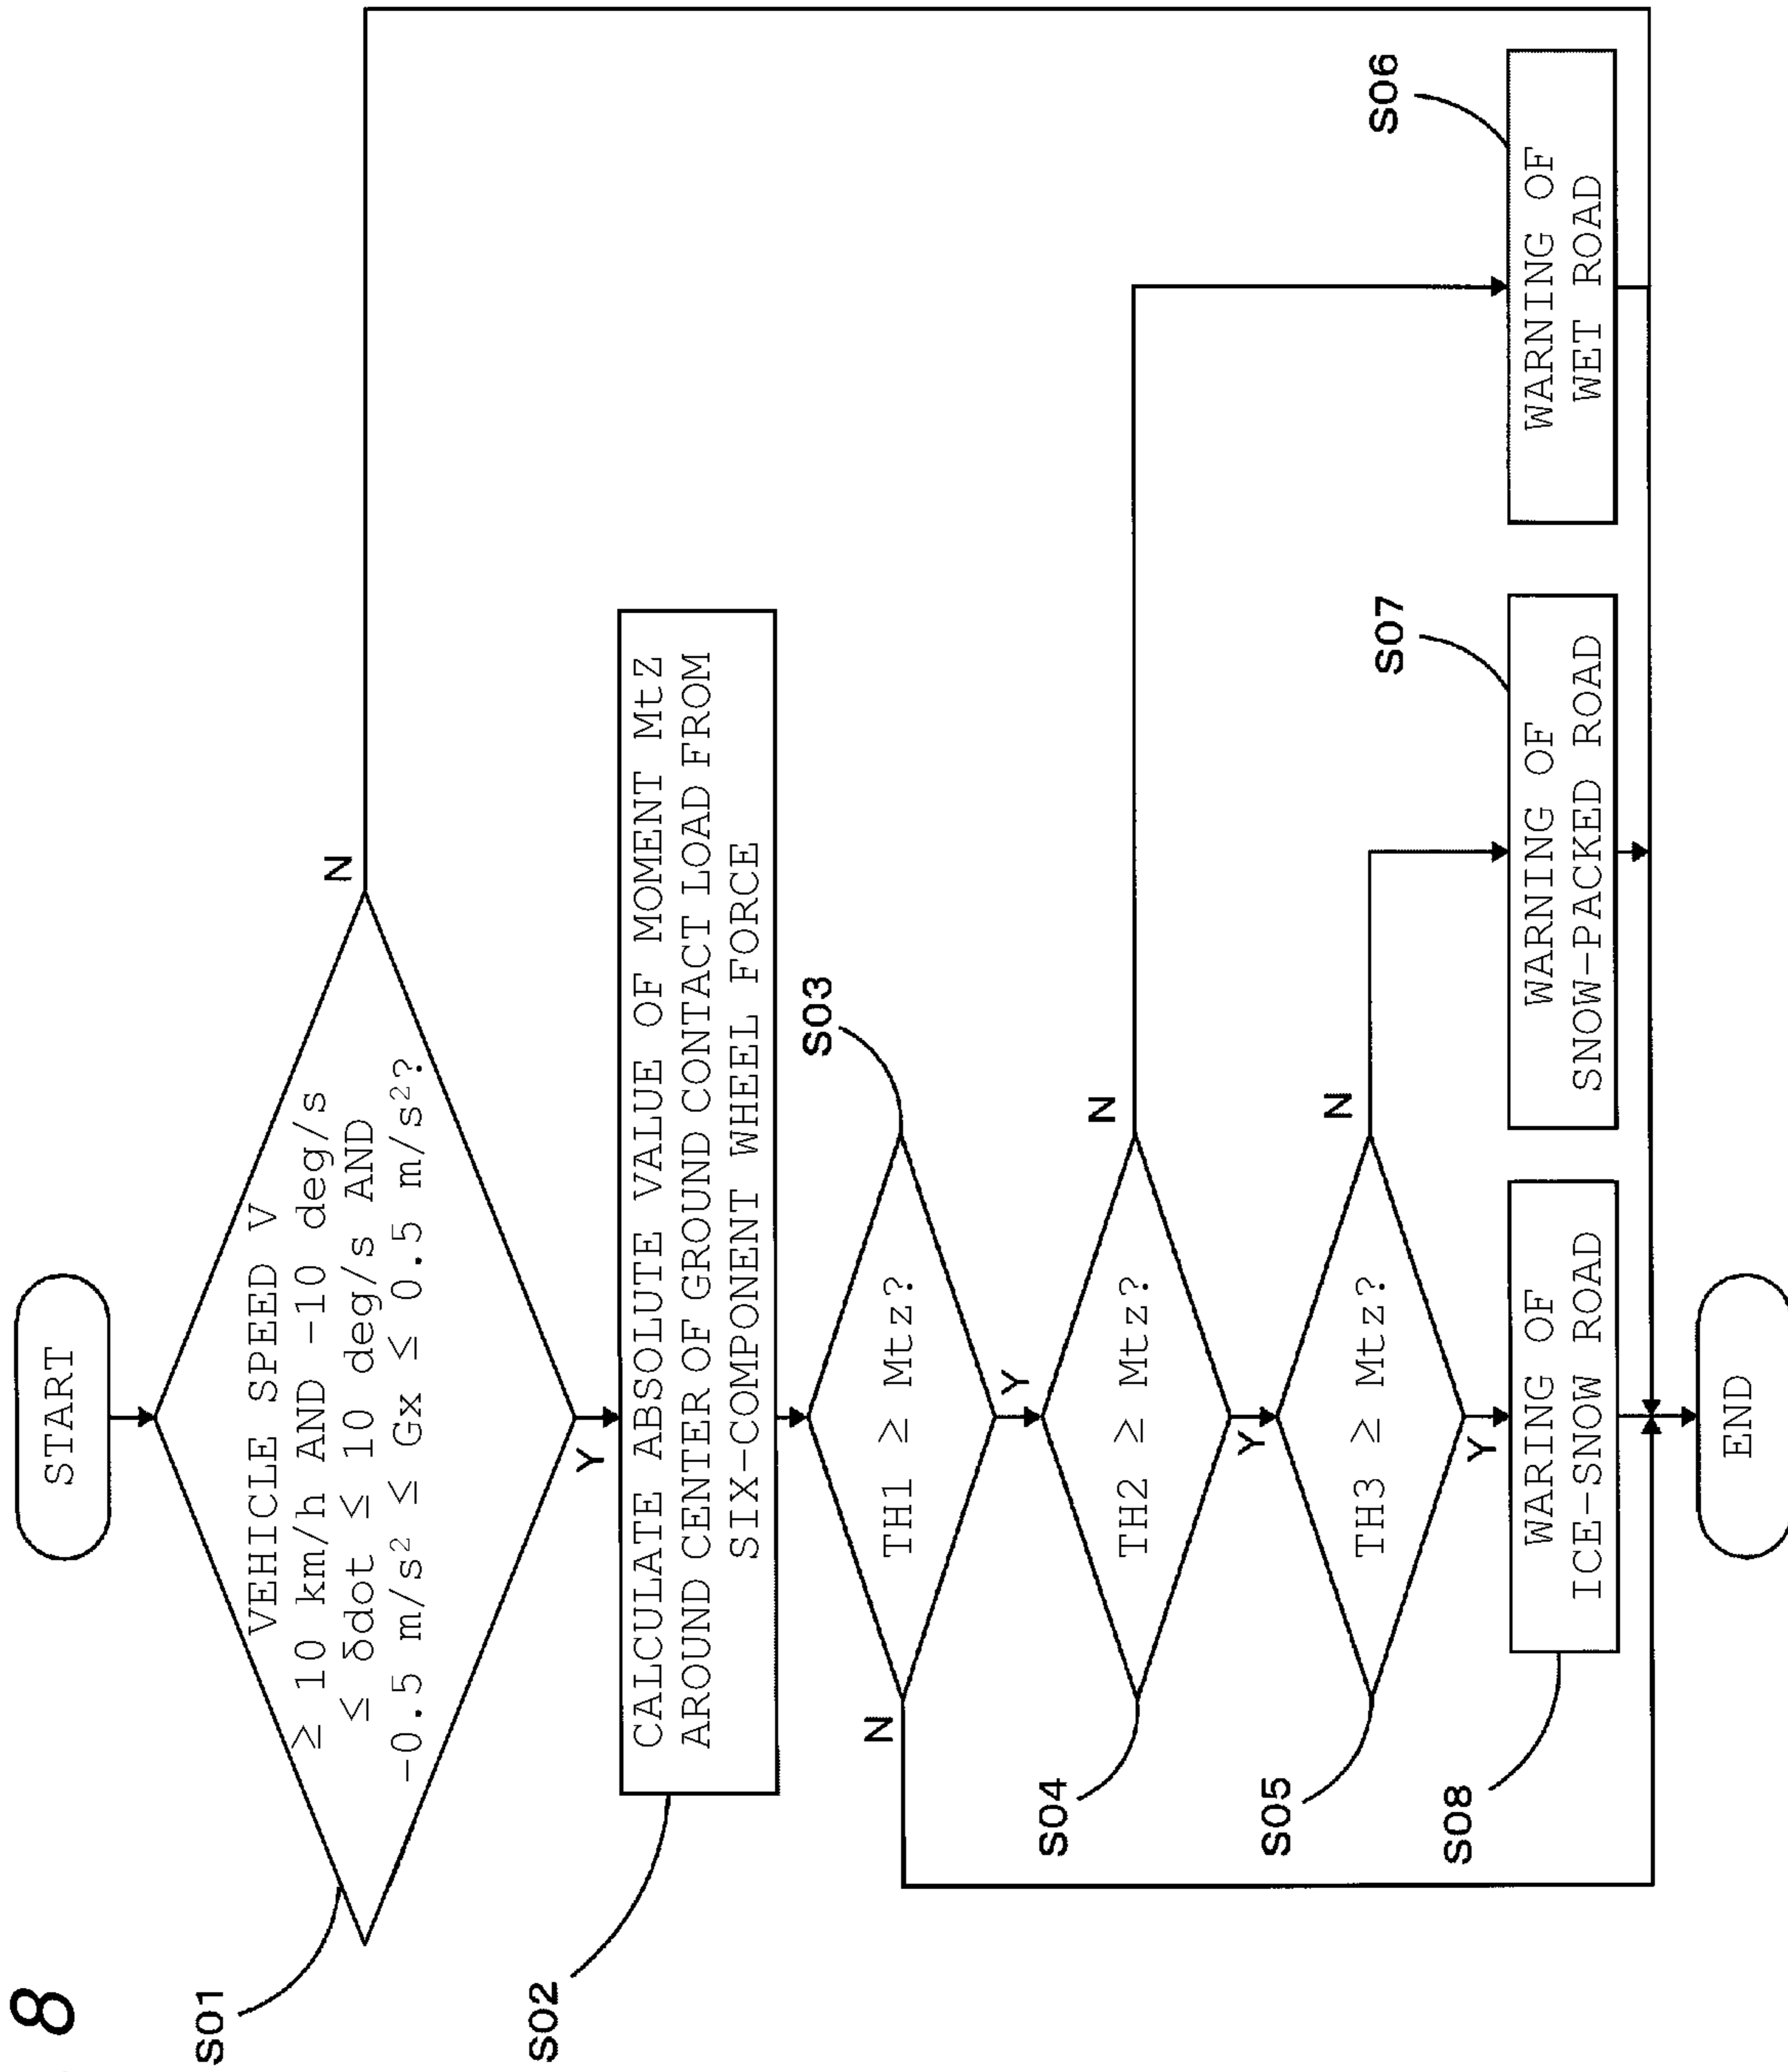 8
START
S01
VEHICLE SPEED V
≥ 10 km/h AND -10 deg/s
≤ δdot ≤ 10 deg/s AND
-0.5 m/s² ≤ Gx ≤ 0.5 m/s²?
N
Y
S02
CALCULATE ABSOLUTE VALUE OF MOMENT MtZ
AROUND CENTER OF GROUND CONTACT LOAD FROM
SIX-COMPONENT WHEEL FORCE
S03
TH1 ≥ Mtz?
N
Y
S04
TH2 ≥ Mtz?
N
Y
S05
TH3 ≥ Mtz?
N
Y
S08
WARING OF
ICE-SNOW ROAD
S07
WARNING OF
SNOW-PACKED ROAD
S06
WARNING OF
WET ROAD
END